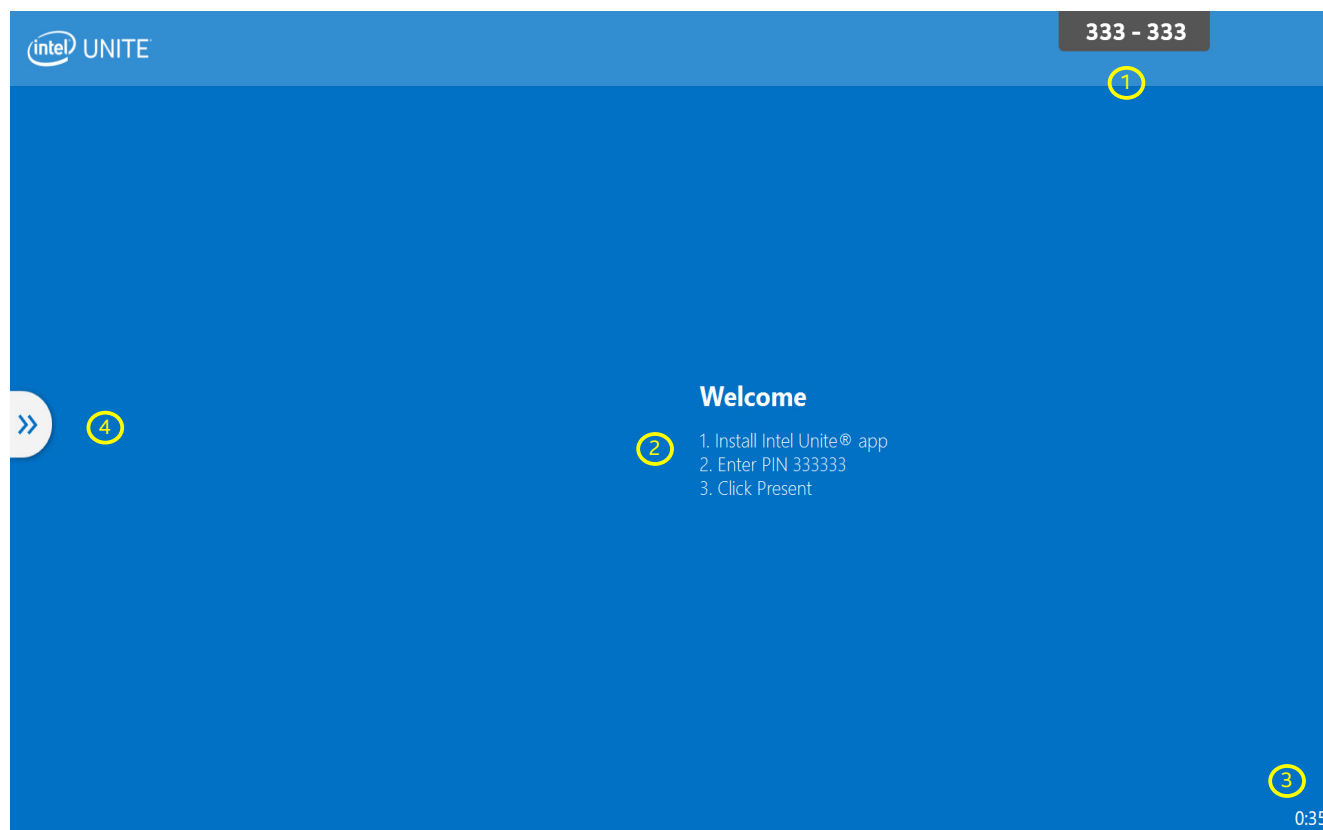 intel UNITE
333 - 333
1
Welcome
4
2
1. Install Intel Unite® app
2. Enter PIN 333333
3. Click Present
3
0:35